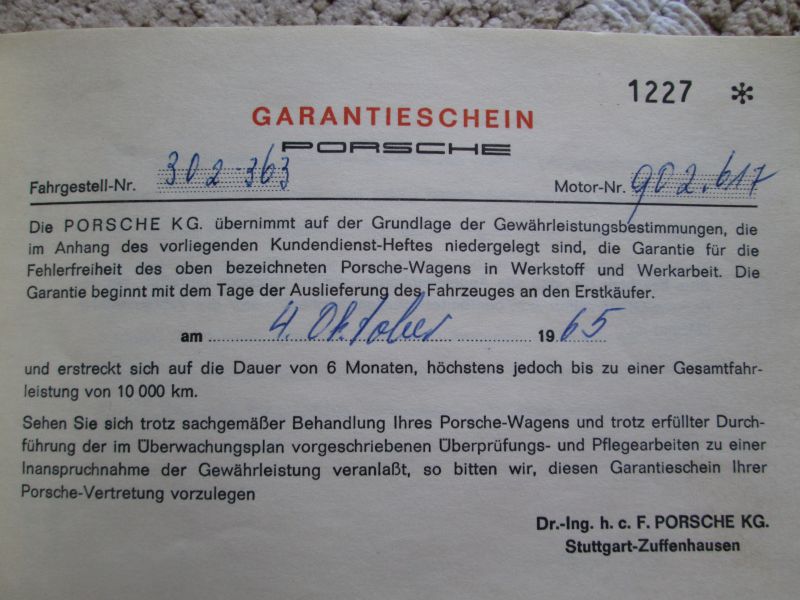 1227 *
GARANTIESCHEIN
PORSCHE
Fahrgestell-Nr. 302-363 Motor-Nr. 902.617
Die PORSCHE KG. übernimmt auf der Grundlage der Gewährleistungsbestimmungen, die
im Anhang des vorliegenden Kundendienst-Heftes niedergelegt sind, die Garantie für die
Fehlerfreiheit des oben bezeichneten Porsche-Wagens in Werkstoff und Werkarbeit. Die
Garantie beginnt mit dem Tage der Auslieferung des Fahrzeuges an den Erstkäufer.
am 4. Oktober 1965
und erstreckt sich auf die Dauer von 6 Monaten, höchstens jedoch bis zu einer Gesamtfahr-
leistung von 10 000 km.
Sehen Sie sich trotz sachgemäßer Behandlung Ihres Porsche-Wagens und trotz erfüllter Durch-
führung der im Überwachungsplan vorgeschriebenen Überprüfungs- und Pflegearbeiten zu einer
Inanspruchnahme der Gewährleistung veranlaßt, so bitten wir, diesen Garantieschein Ihrer
Porsche-Vertretung vorzulegen
Dr.-Ing. h. c. F. PORSCHE KG.
Stuttgart-Zuffenhausen